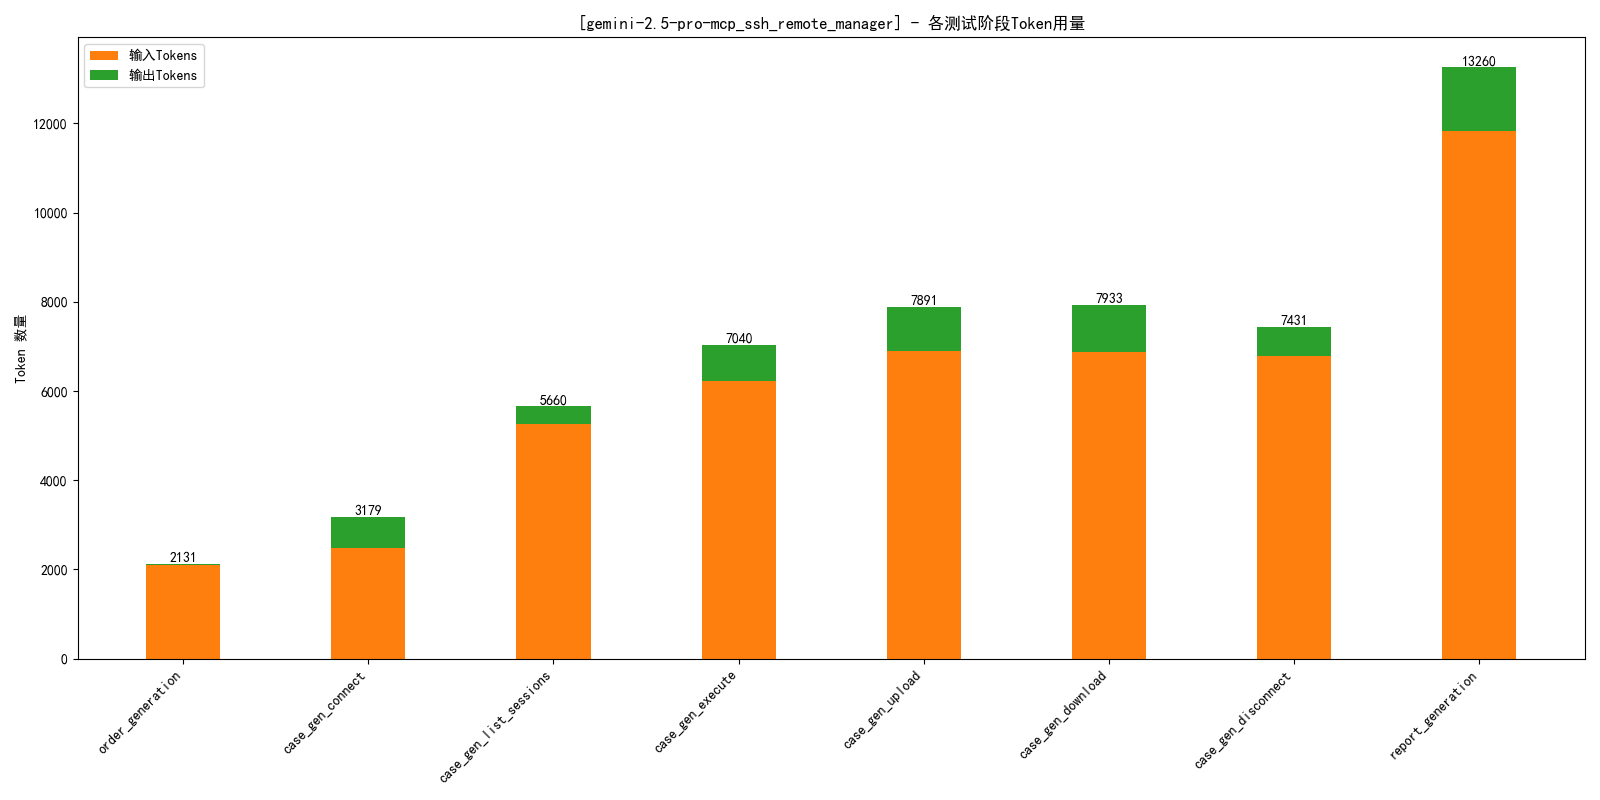 [gemini-2.5-pro-mcp_ssh_remote_manager] - 各测试阶段Token用量
输入Tokens
输出Tokens
Token 数量
12000
10000
8000
6000
4000
2000
0
2131
3179
5660
7040
7891
7933
7431
13260
order_generation
case_gen_connect
case_gen_list_sessions
case_gen_execute
case_gen_upload
case_gen_download
case_gen_disconnect
report_generation